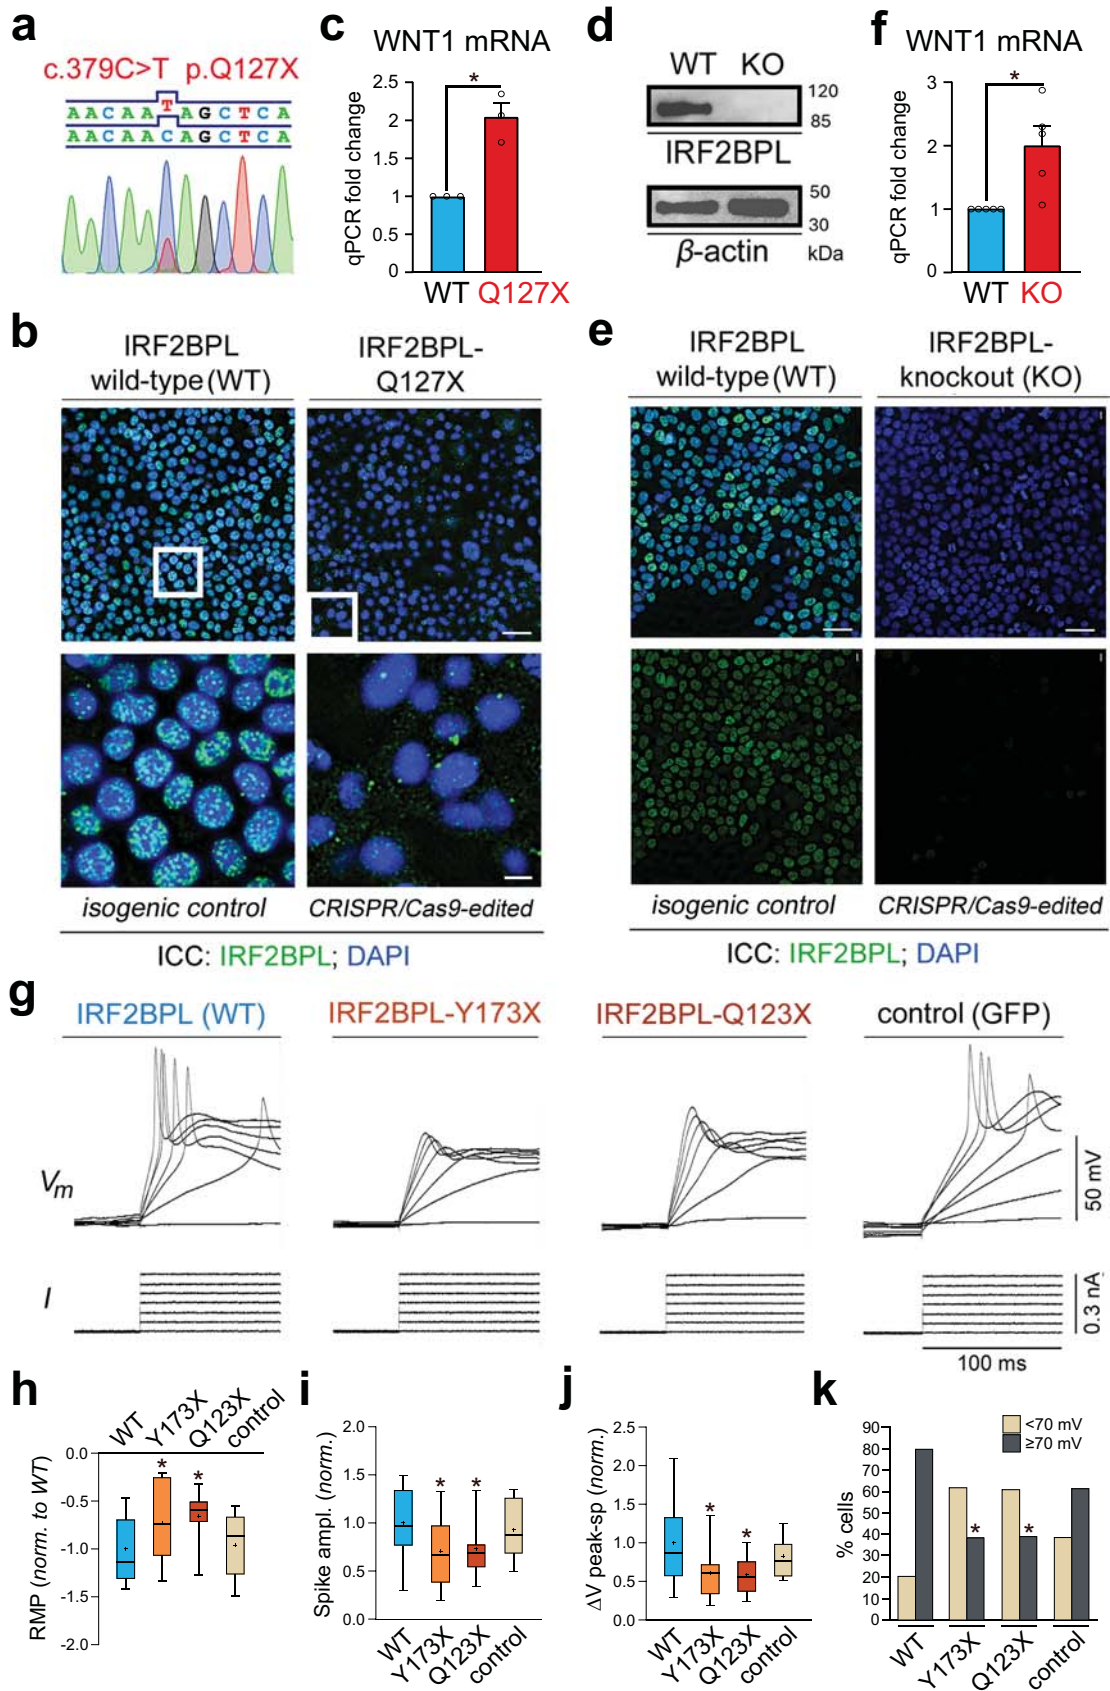 a
c.379C>T p.Q127X
AACAATAGCTCA
AACAACAGCTCA
c
WNT1 mRNA
qPCR fold change
2.5
2
1.5
1
0.5
0
*
WT Q127X
d
WT KO
120
85
IRF2BPL
50
30
β-actin
kDa
f
WNT1 mRNA
qPCR fold change
3
2
1
0
*
WT KO
b
IRF2BPL
wild-type (WT)
IRF2BPL-
Q127X
isogenic control
CRISPR/Cas9-edited
ICC: IRF2BPL; DAPI
e
IRF2BPL
wild-type (WT)
IRF2BPL-
knockout (KO)
isogenic control
CRISPR/Cas9-edited
ICC: IRF2BPL; DAPI
g
IRF2BPL (WT)
IRF2BPL-Y173X
IRF2BPL-Q123X
control (GFP)
Vm
50 mV
I
0.3 nA
100 ms
h
WT
Y173X
Q123X
control
RMP (norm. to WT)
0.0
-0.5
-1.0
-1.5
-2.0
*
*
i
Spike ampl. (norm.)
2.0
1.5
1.0
0.5
0.0
*
*
WT
Y173X
Q123X
control
j
ΔV peak-sp (norm.)
2.5
2.0
1.5
1.0
0.5
0.0
*
*
WT
Y173X
Q123X
control
k
<70 mV
≥70 mV
% cells
90
80
70
60
50
40
30
20
10
0
*
*
WT
Y173X
Q123X
control